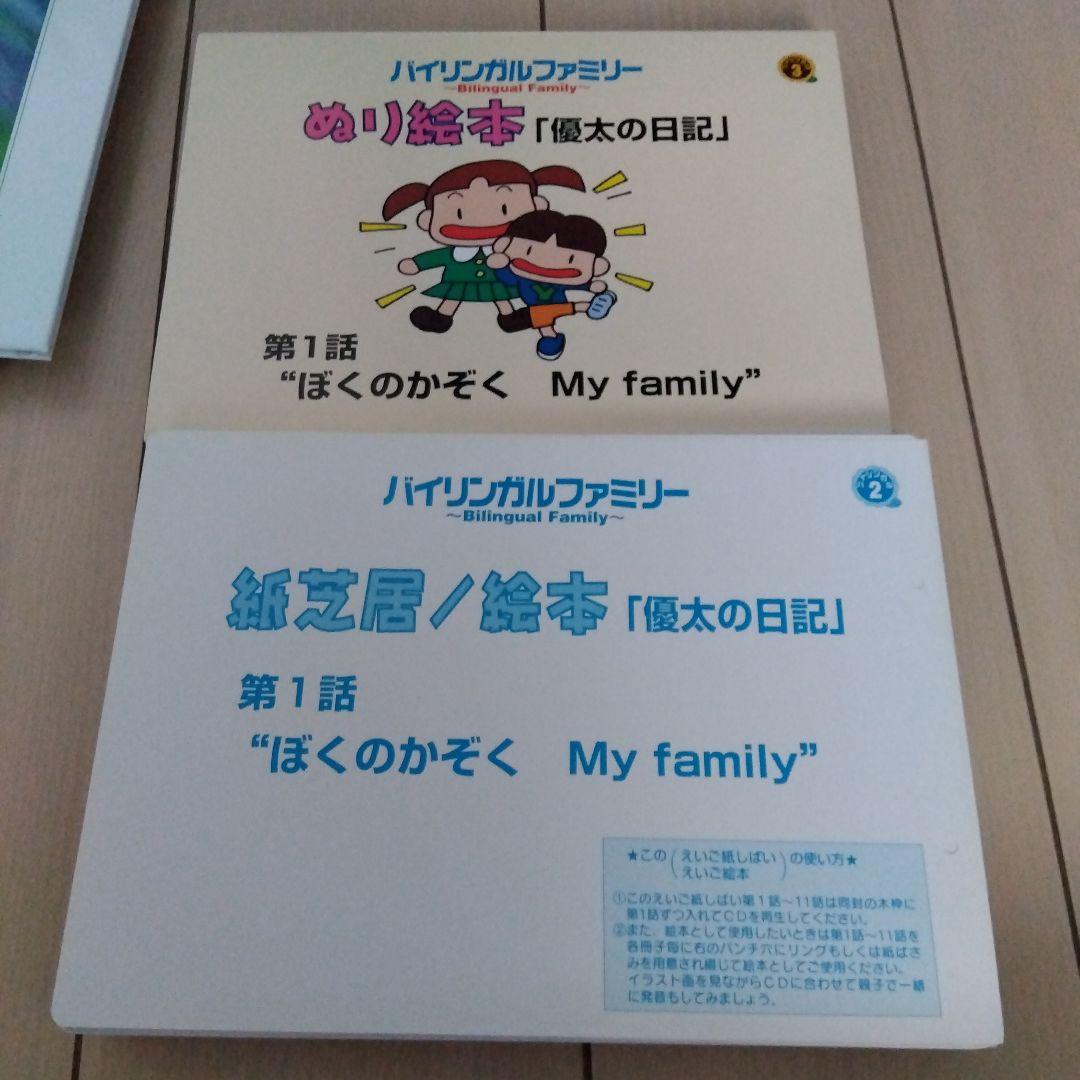 バイリンガルファミリー
～Bilingual Family～
3
ぬり絵本「優太の日記」
Y
第1話
“ぼくのかぞく　My family”
バイリンガルファミリー
～Bilingual Family～
バイリンガル
2
紙芝居／絵本「優太の日記」
第1話
“ぼくのかぞく　My family”
★この（えいご紙しばい
えいご絵本）の使い方★
①このえいご紙しばい第1話～11話は同封の木枠に
第1話ずつ入れてCDを再生してください。
②また、絵本として使用したいときは第1話～11話を
各冊子毎に右のパンチ穴にリングもしくは紙ばさ
みを用意され綴じて絵本としてご使用ください。
イラスト画を見ながらCDに合わせて親子で一緒
に発音もしてみましょう。